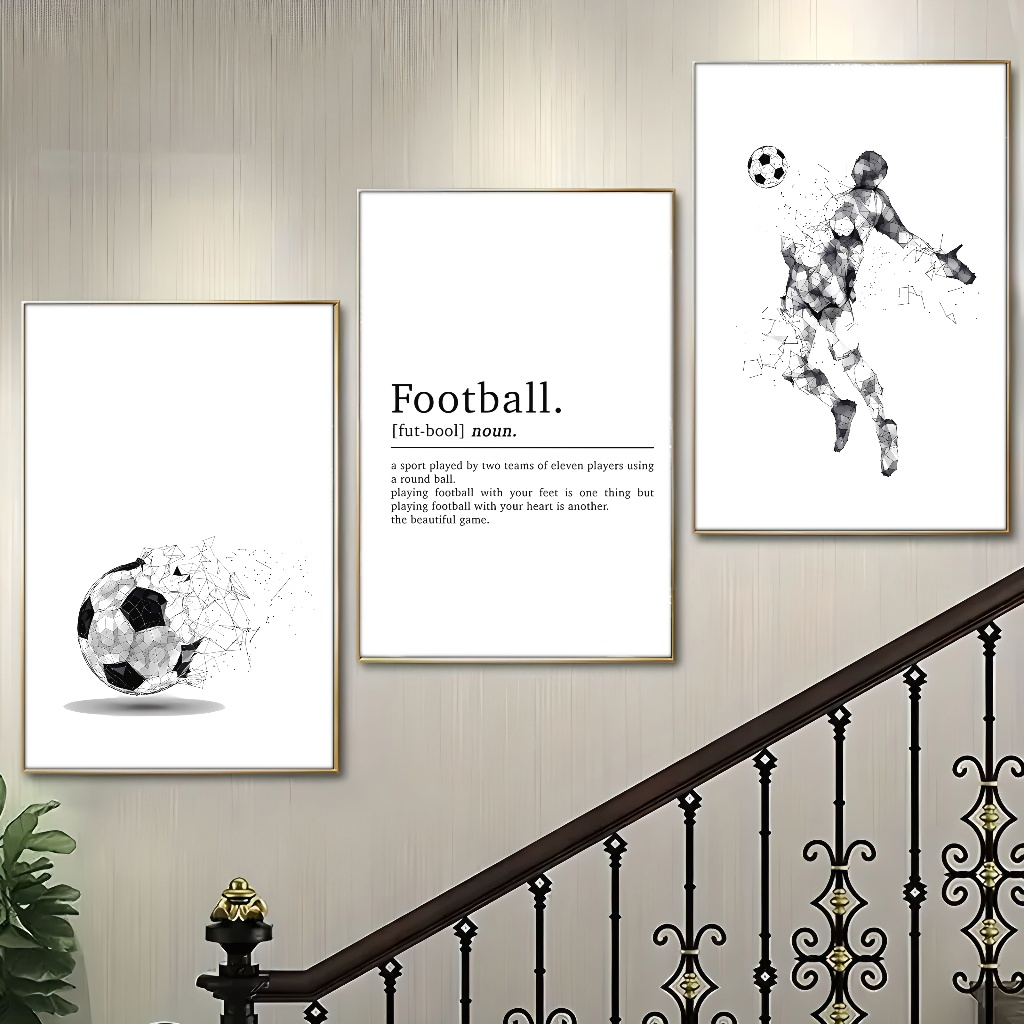 Football.
[fut-bool] noun.
a sport played by two teams of eleven players using
a round ball.
playing football with your feet is one thing but
playing football with your heart is another.
the beautiful game.